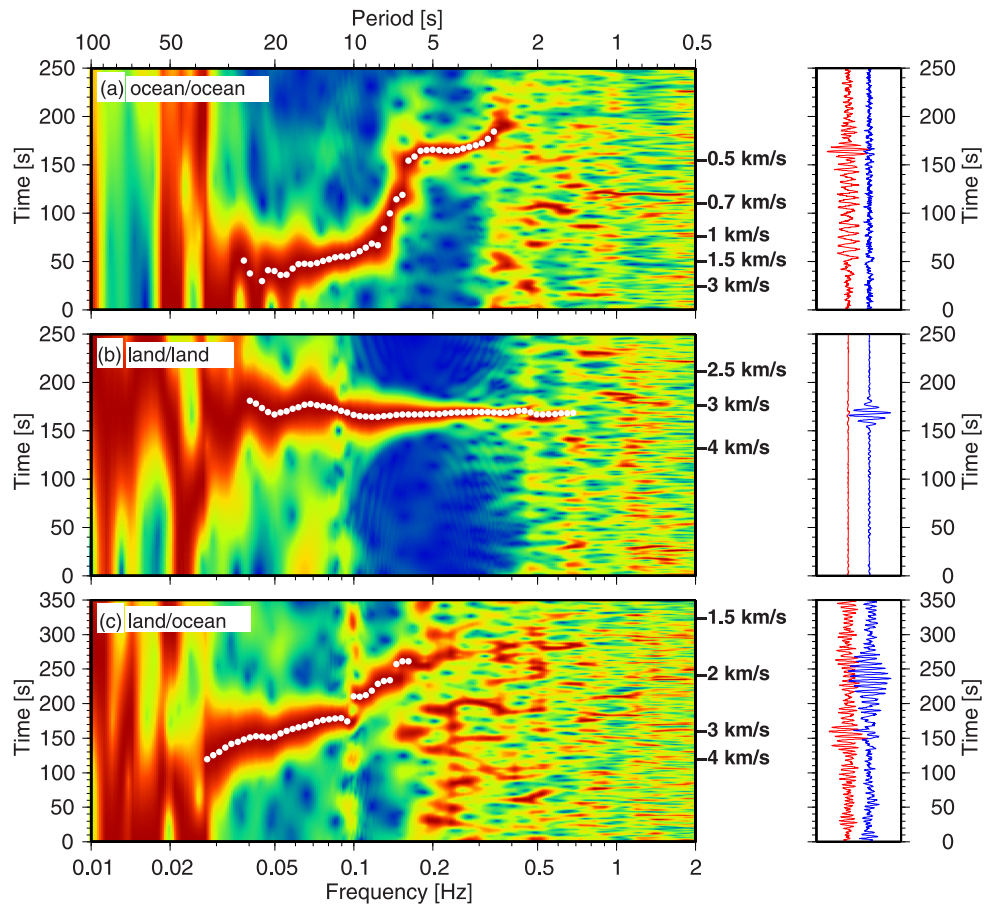 Period [s]
100 50 20 10 5 2 1 0.5
(a) ocean/ocean
Time [s]
250
200
150
100
50
0
0.5 km/s
0.7 km/s
1 km/s
1.5 km/s
3 km/s
250
200
150
100
50
0
Time [s]
(b) land/land
Time [s]
250
200
150
100
50
0
2.5 km/s
3 km/s
4 km/s
250
200
150
100
50
0
Time [s]
(c) land/ocean
Time [s]
350
300
250
200
150
100
50
0
1.5 km/s
2 km/s
3 km/s
4 km/s
350
300
250
200
150
100
50
0
Time [s]
0.01 0.02 0.05 0.1 0.2 0.5 1 2
Frequency [Hz]